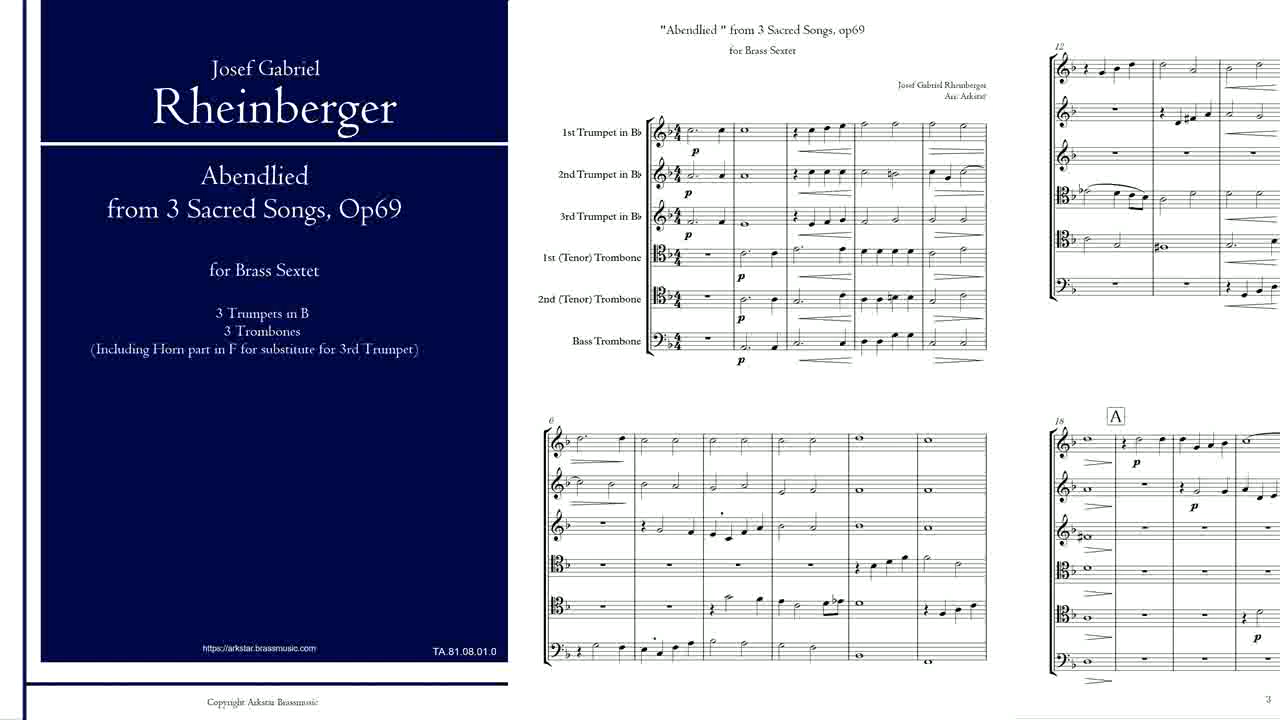 Josef Gabriel
Rheinberger
Abendlied
from 3 Sacred Songs, Op69
for Brass Sextet
3 Trumpets in B
3 Trombones
(Including Horn part in F for substitute for 3rd Trumpet)
https://arkstar.brassmusic.com
TA.81.08.01.0
Copyright Arkstar Brassmusic
"Abendlied " from 3 Sacred Songs, op69
for Brass Sextet
Josef Gabriel Rheinberger
Arr: Arkstar
1st Trumpet in B♭
p
2nd Trumpet in B♭
p
3rd Trumpet in B♭
p
1st (Tenor) Trombone
p
2nd (Tenor) Trombone
p
Bass Trombone
p
6
12
18
A
p
p
p
3